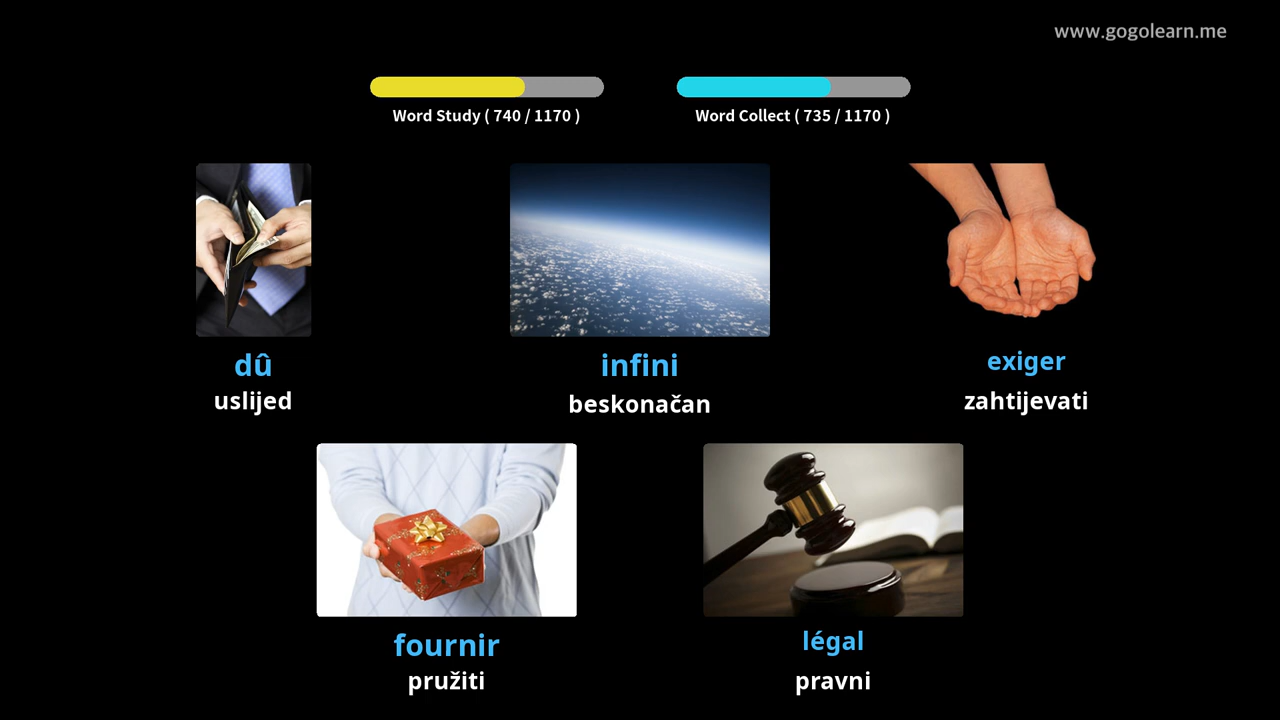 www.gogolearn.me
Word Study ( 740 / 1170 )
Word Collect ( 735 / 1170 )
dû
uslijed
infini
beskonačan
exiger
zahtijevati
fournir
pružiti
légal
pravni